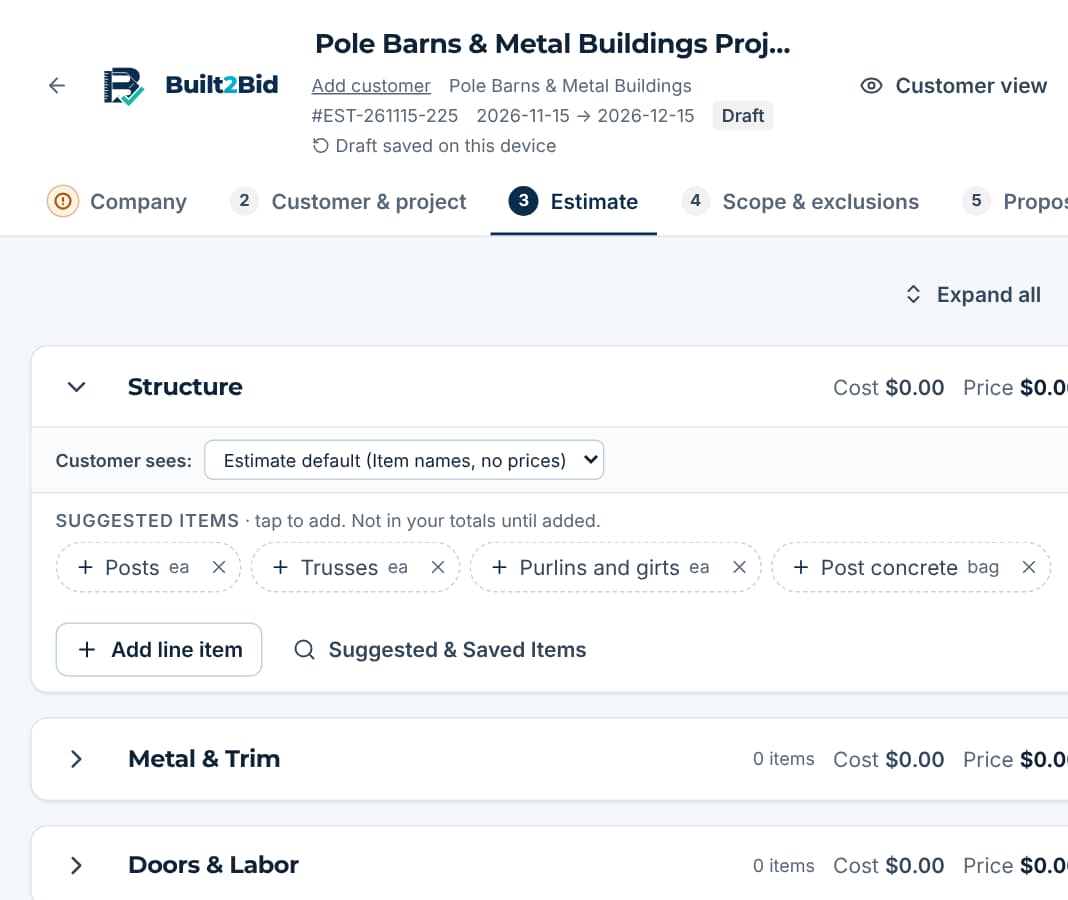 Pole Barns & Metal Buildings Proj...
Built2Bid
Add customer Pole Barns & Metal Buildings
Customer view
#EST-261115-225 2026-11-15 → 2026-12-15 Draft
Draft saved on this device
Company 2 Customer & project 3 Estimate 4 Scope & exclusions 5 Propos
Expand all
Structure Cost $0.00 Price $0.0
Customer sees: Estimate default (Item names, no prices)
SUGGESTED ITEMS · tap to add. Not in your totals until added.
+ Posts ea × + Trusses ea × + Purlins and girts ea × + Post concrete bag ×
+ Add line item Suggested & Saved Items
Metal & Trim 0 items Cost $0.00 Price $0.0
Doors & Labor 0 items Cost $0.00 Price $0.0